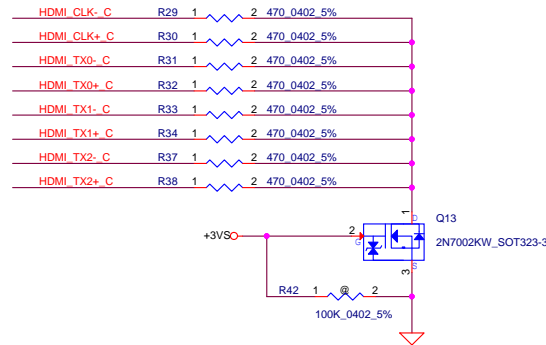 HDMI_CLK-_C R29 1 2 470_0402_5%
HDMI_CLK+_C R30 1 2 470_0402_5%
HDMI_TX0-_C R31 1 2 470_0402_5%
HDMI_TX0+_C R32 1 2 470_0402_5%
HDMI_TX1-_C R33 1 2 470_0402_5%
HDMI_TX1+_C R34 1 2 470_0402_5%
HDMI_TX2-_C R37 1 2 470_0402_5%
HDMI_TX2+_C R38 1 2 470_0402_5%
1 D Q13
+3VS 2 G 2N7002KW_SOT323-3
S
3
R42 1 @ 2
100K_0402_5%